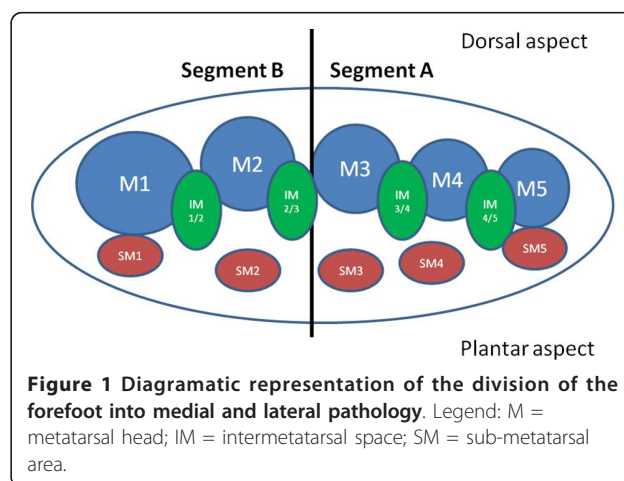 Dorsal aspect
Segment B Segment A
M1 M2 M3 M4 M5
IM 1/2 IM 2/3 IM 3/4 IM 4/5
SM1 SM2 SM3 SM4 SM5
Plantar aspect
Figure 1 Diagramatic representation of the division of the
forefoot into medial and lateral pathology. Legend: M =
metatarsal head; IM = intermetatarsal space; SM = sub-metatarsal
area.